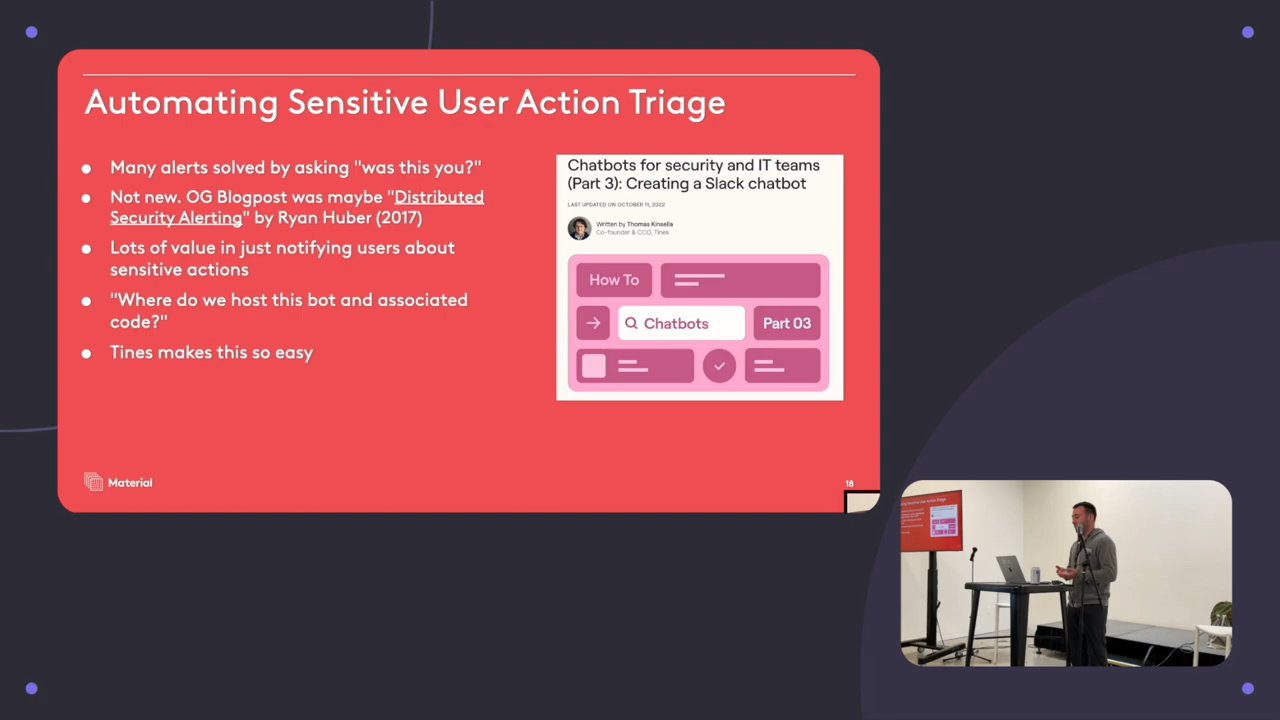 Automating Sensitive User Action Triage
● Many alerts solved by asking "was this you?"
● Not new. OG Blogpost was maybe "Distributed
Security Alerting" by Ryan Huber (2017)
● Lots of value in just notifying users about
sensitive actions
● "Where do we host this bot and associated
code?"
● Tines makes this so easy
Chatbots for security and IT teams
(Part 3): Creating a Slack chatbot
LAST UPDATED ON OCTOBER 11, 2022
Written by Thomas Kinsella
Co-founder & CCO, Tines
How To
Chatbots
Part 03
Material
18